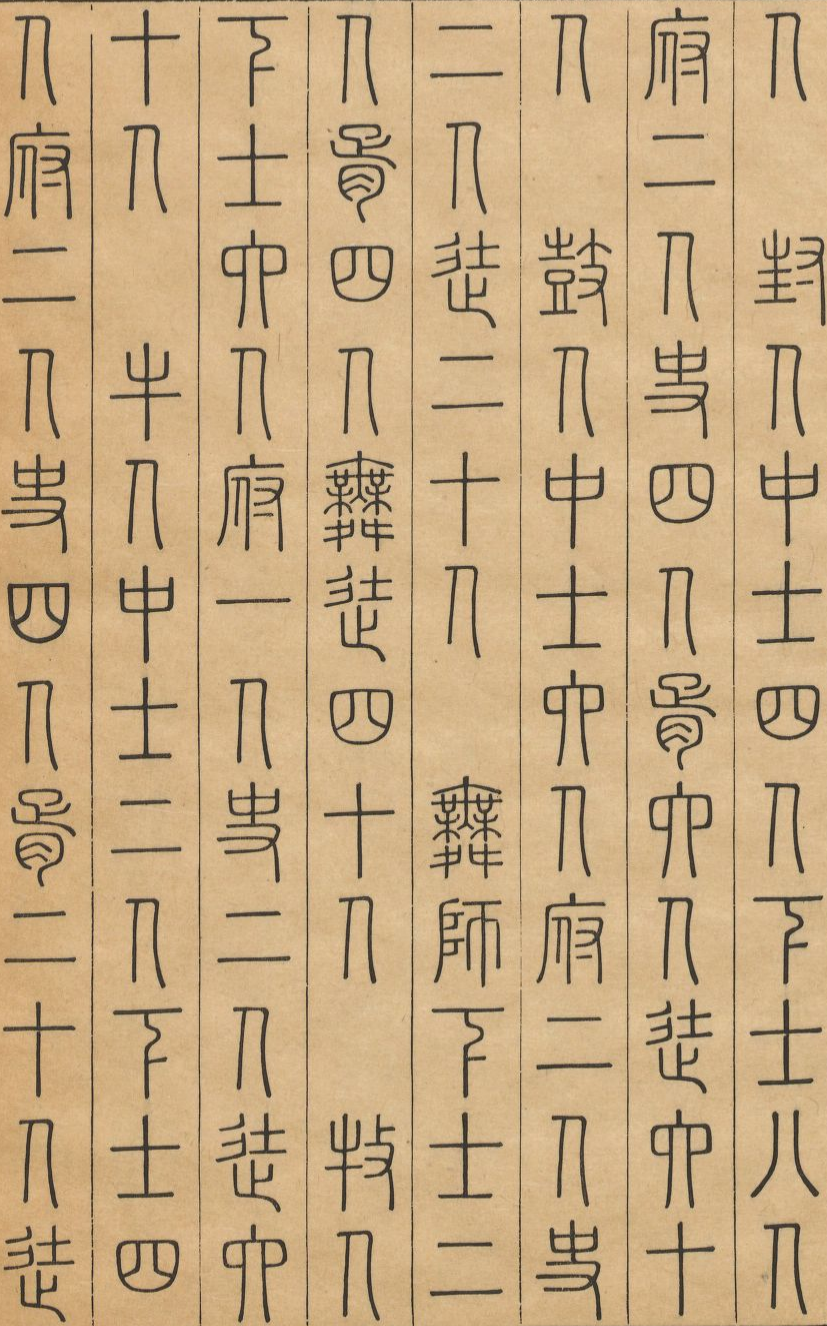 人　封人中士四人下士八人
府二人史四人胥六人徒六十
人　鼓人中士六人府二人史
二人徒二十人　舞師下士二
人胥四人舞徒四十人　牧人
下士六人府一人史二人徒六
十人　牛人中士二人下士四
人府二人史四人胥二十人徒